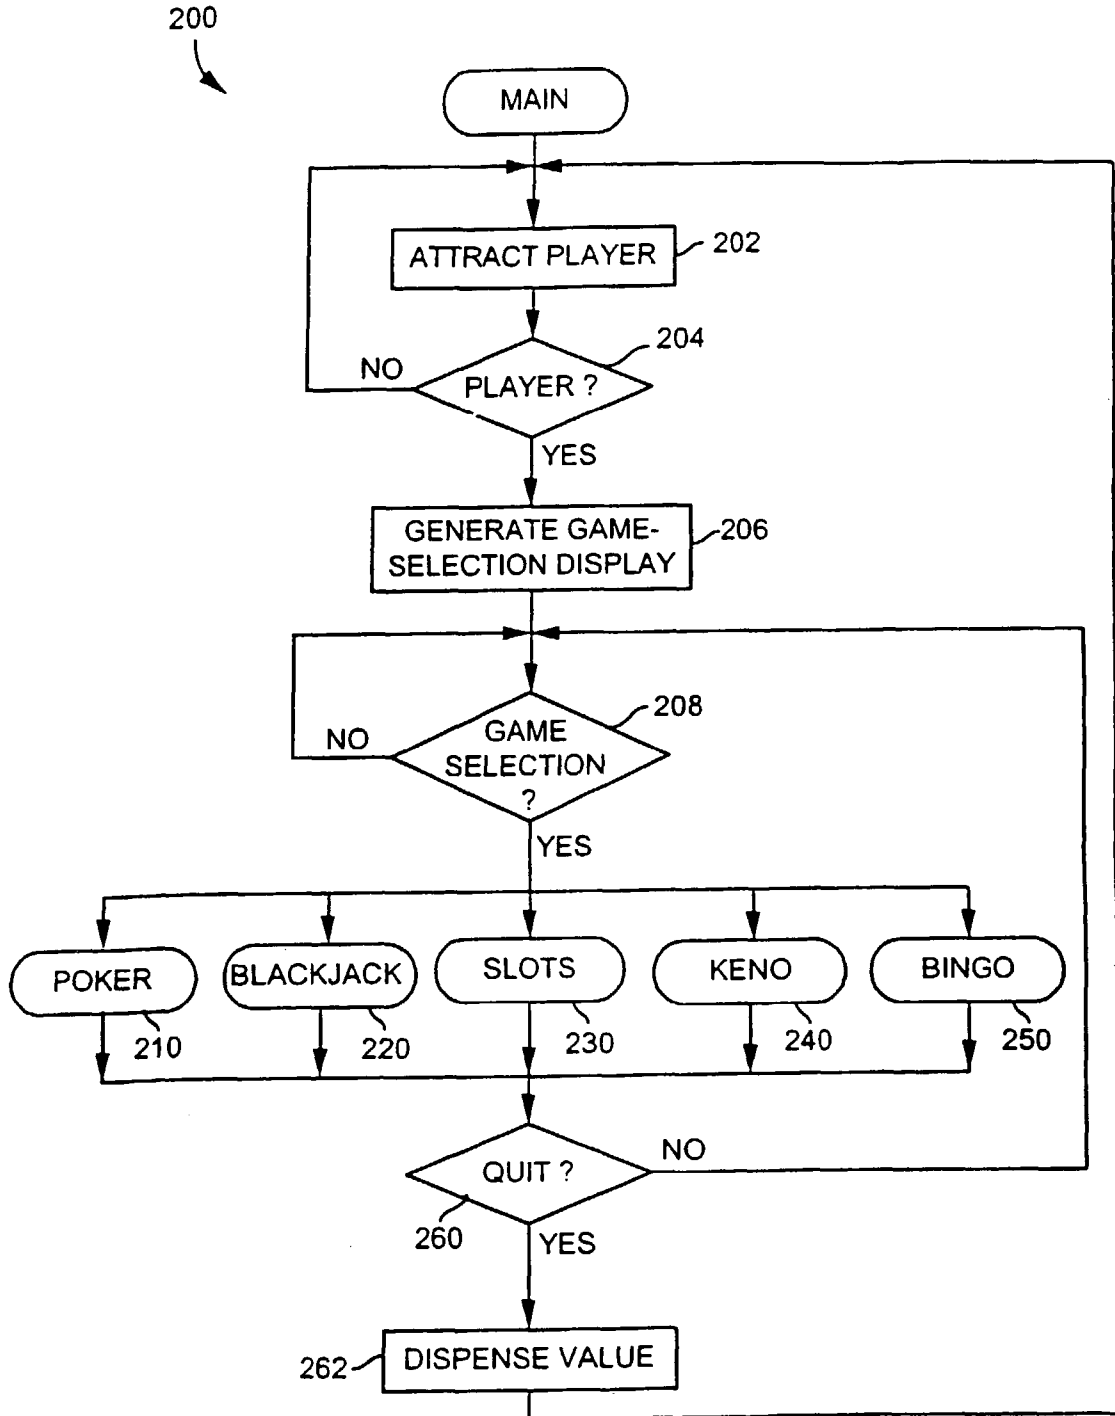 200
MAIN
ATTRACT PLAYER
202
204
NO
PLAYER ?
YES
GENERATE GAME-
SELECTION DISPLAY
206
208
NO
GAME
SELECTION
?
YES
POKER
BLACKJACK
SLOTS
KENO
BINGO
210
220
230
240
250
QUIT ?
NO
260
YES
262
DISPENSE VALUE